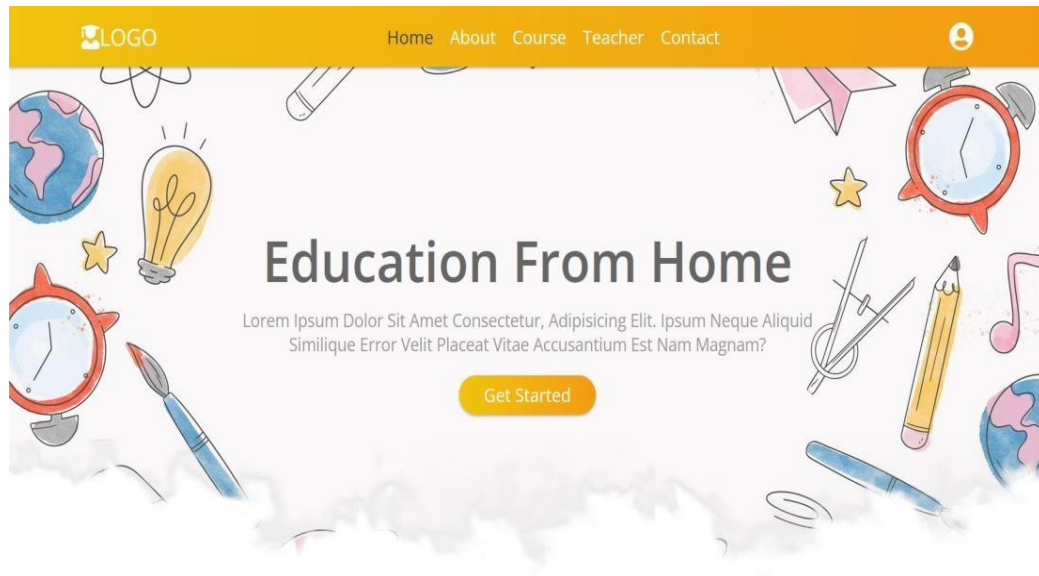 LOGO
Home About Course Teacher Contact
Education From Home
Lorem Ipsum Dolor Sit Amet Consectetur, Adipisicing Elit. Ipsum Neque Aliquid
Similique Error Velit Placeat Vitae Accusantium Est Nam Magnam?
Get Started